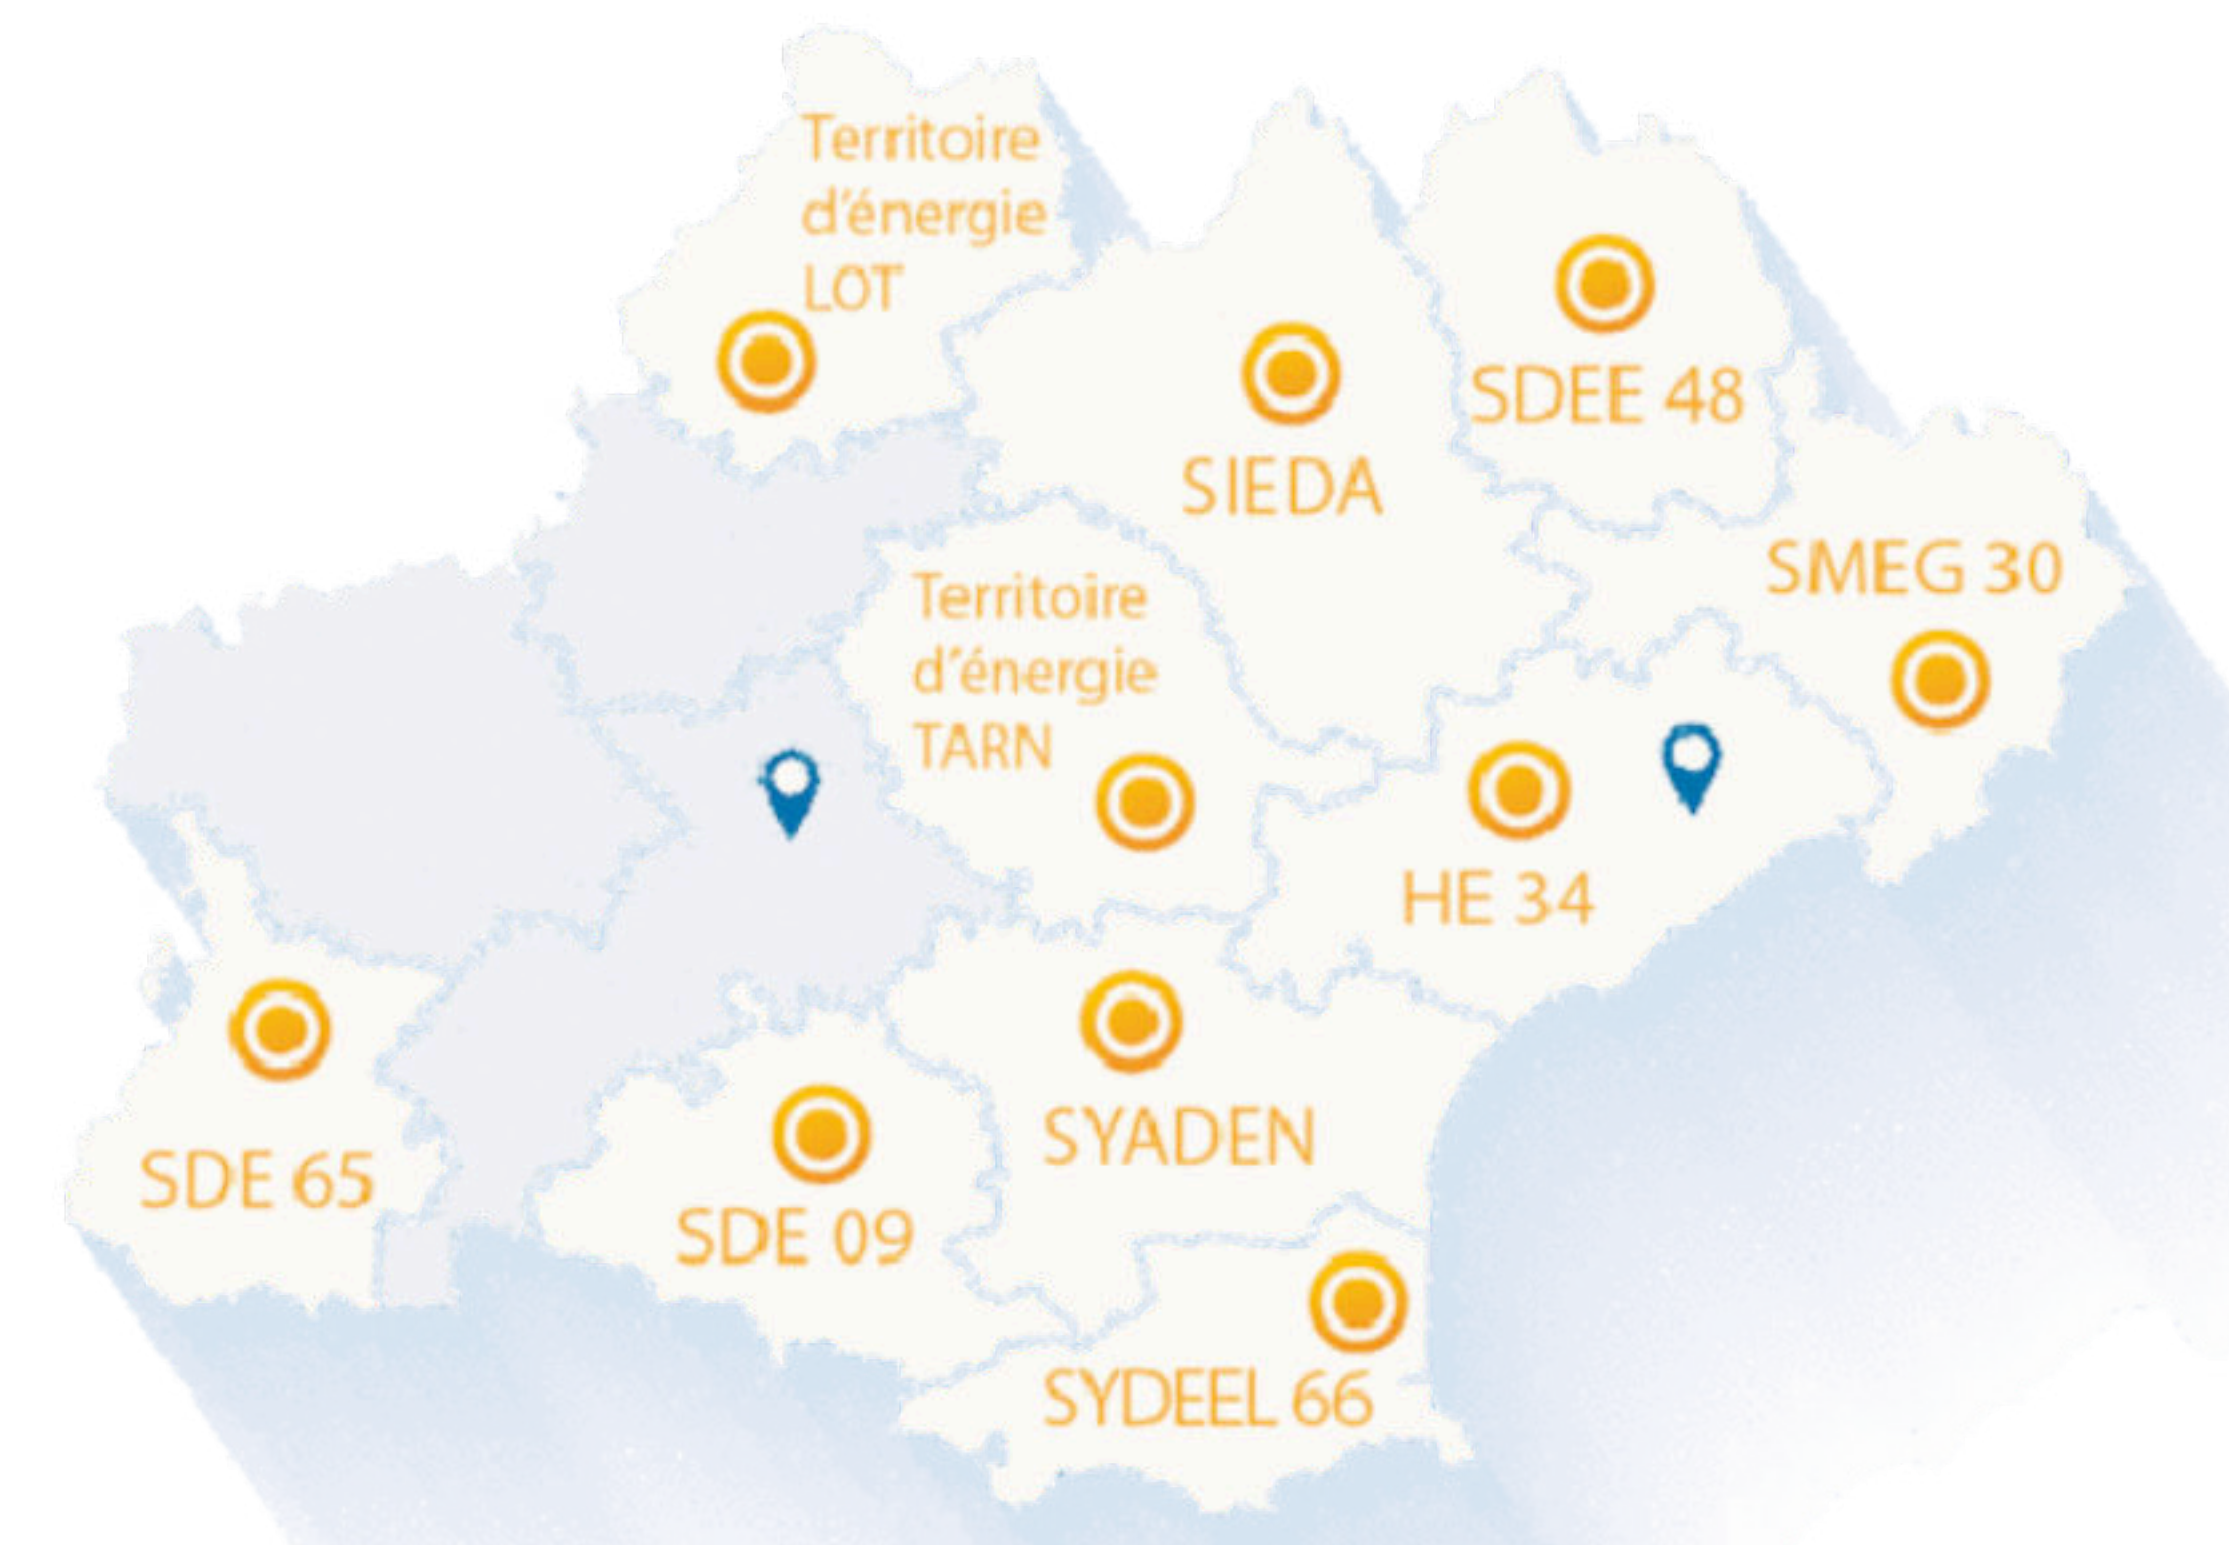 Territoire
d'énergie
LOT
SDEE 48
SIEDA
SMEG 30
Territoire
d'énergie
TARN
HE 34
SYADEN
SDE 65
SDE 09
SYDEEL 66